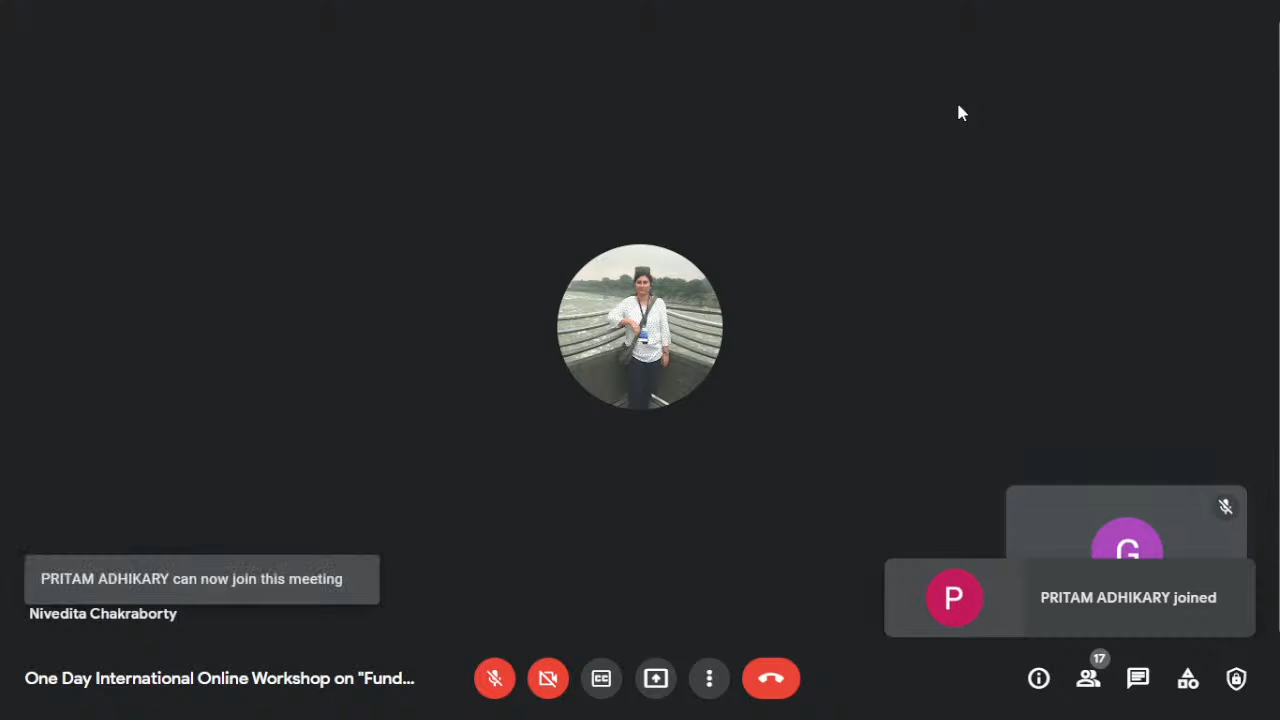 G
PRITAM ADHIKARY can now join this meeting
P
PRITAM ADHIKARY joined
Nivedita Chakraborty
17
One Day International Online Workshop on "Fund...
CC